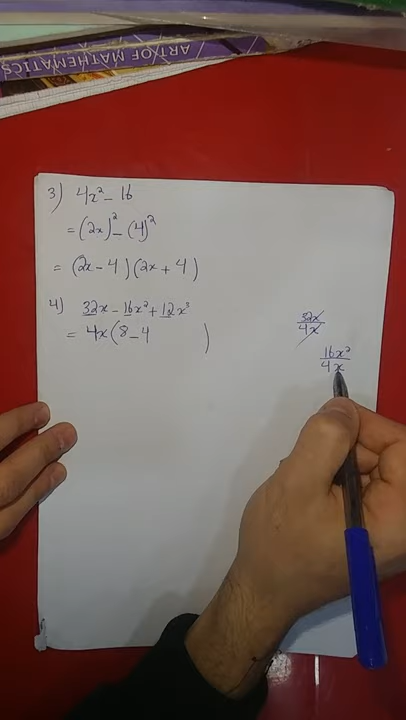 ART OF MATHEMATICS
3) 4x² - 16
= (2x)² - (4)²
= (2x - 4)(2x + 4)
4) 32x - 16x² + 12x³
= 4x(8 - 4 )
32x
4x
16x²
4x